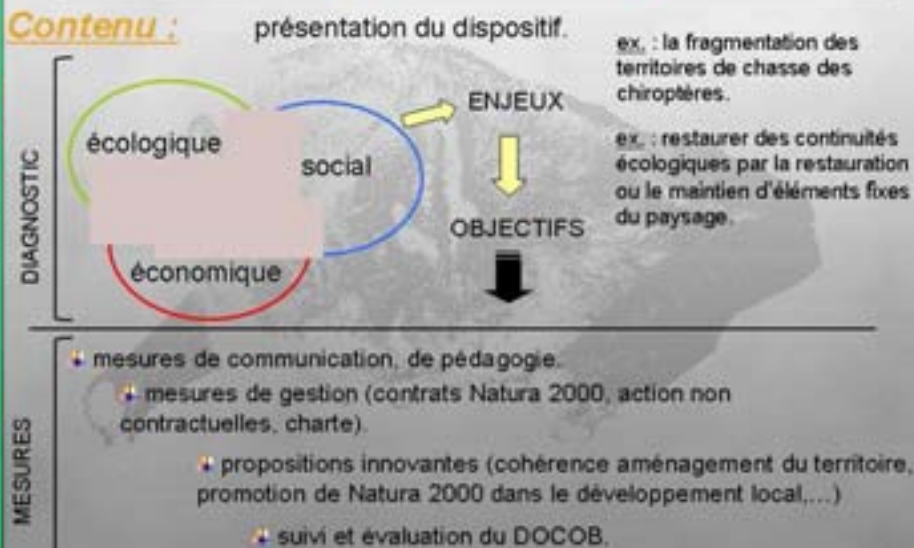 Contenu :
présentation du dispositif.
ex. : la fragmentation des
territoires de chasse des
chiroptères.
ENJEUX
écologique
social
ex. : restaurer des continuités
écologiques par la restauration
ou le maintien d'éléments fixes
du paysage.
OBJECTIFS
économique
DIAGNOSTIC
mesures de communication, de pédagogie.
mesures de gestion (contrats Natura 2000, action non
contractuelles, charte).
propositions innovantes (cohérence aménagement du territoire,
promotion de Natura 2000 dans le développement local,...)
suivi et évaluation du DOCOB.
MESURES